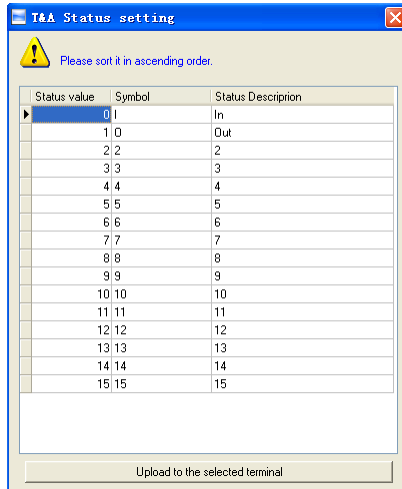 T&A Status setting
Please sort it in ascending order.
Status value Symbol Status Descriprion
0 I In
1 O Out
2 2 2
3 3 3
4 4 4
5 5 5
6 6 6
7 7 7
8 8 8
9 9 9
10 10 10
11 11 11
12 12 12
13 13 13
14 14 14
15 15 15
Upload to the selected terminal